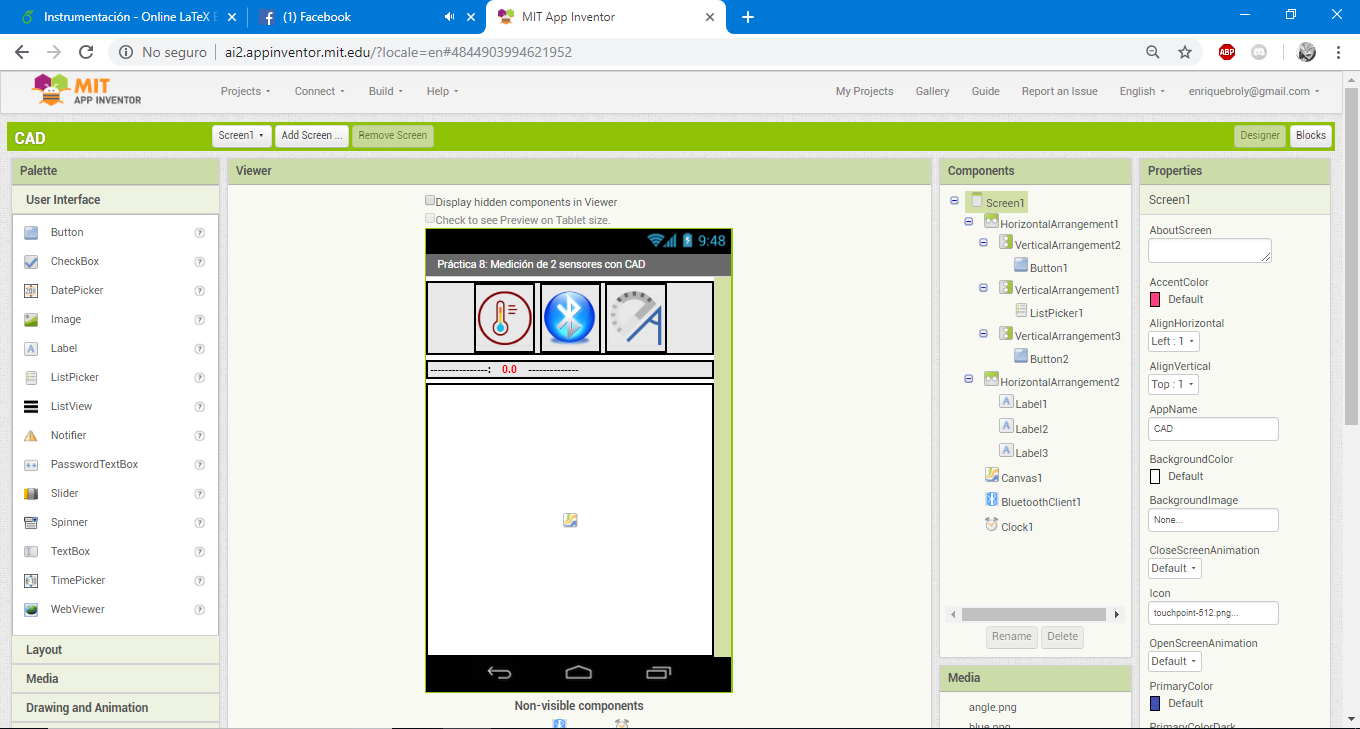 Instrumentación - Online LaTeX E
(1) Facebook
MIT App Inventor
No seguro
ai2.appinventor.mit.edu/?locale=en#4844903994621952
ABP
MIT
APP INVENTOR
Projects
Connect
Build
Help
My Projects
Gallery
Guide
Report an Issue
English
enriquebroly@gmail.com
CAD
Screen1
Add Screen ...
Remove Screen
Designer
Blocks
Palette
User Interface
Button ?
CheckBox ?
DatePicker ?
Image ?
Label ?
ListPicker ?
ListView ?
Notifier ?
PasswordTextBox ?
Slider ?
Spinner ?
TextBox ?
TimePicker ?
WebViewer ?
Layout
Media
Drawing and Animation
Viewer
Display hidden components in Viewer
Check to see Preview on Tablet size.
9:48
Práctica 8: Medición de 2 sensores con CAD
----------------: 0.0 --------------
Non-visible components
Components
Screen1
HorizontalArrangement1
VerticalArrangement2
Button1
VerticalArrangement1
ListPicker1
VerticalArrangement3
Button2
HorizontalArrangement2
Label1
Label2
Label3
Canvas1
BluetoothClient1
Clock1
Rename
Delete
Media
angle.png
blue.png
Properties
Screen1
AboutScreen
AccentColor
Default
AlignHorizontal
Left : 1
AlignVertical
Top : 1
AppName
CAD
BackgroundColor
Default
BackgroundImage
None...
CloseScreenAnimation
Default
Icon
touchpoint-512.png...
OpenScreenAnimation
Default
PrimaryColor
Default
PrimaryColorDark